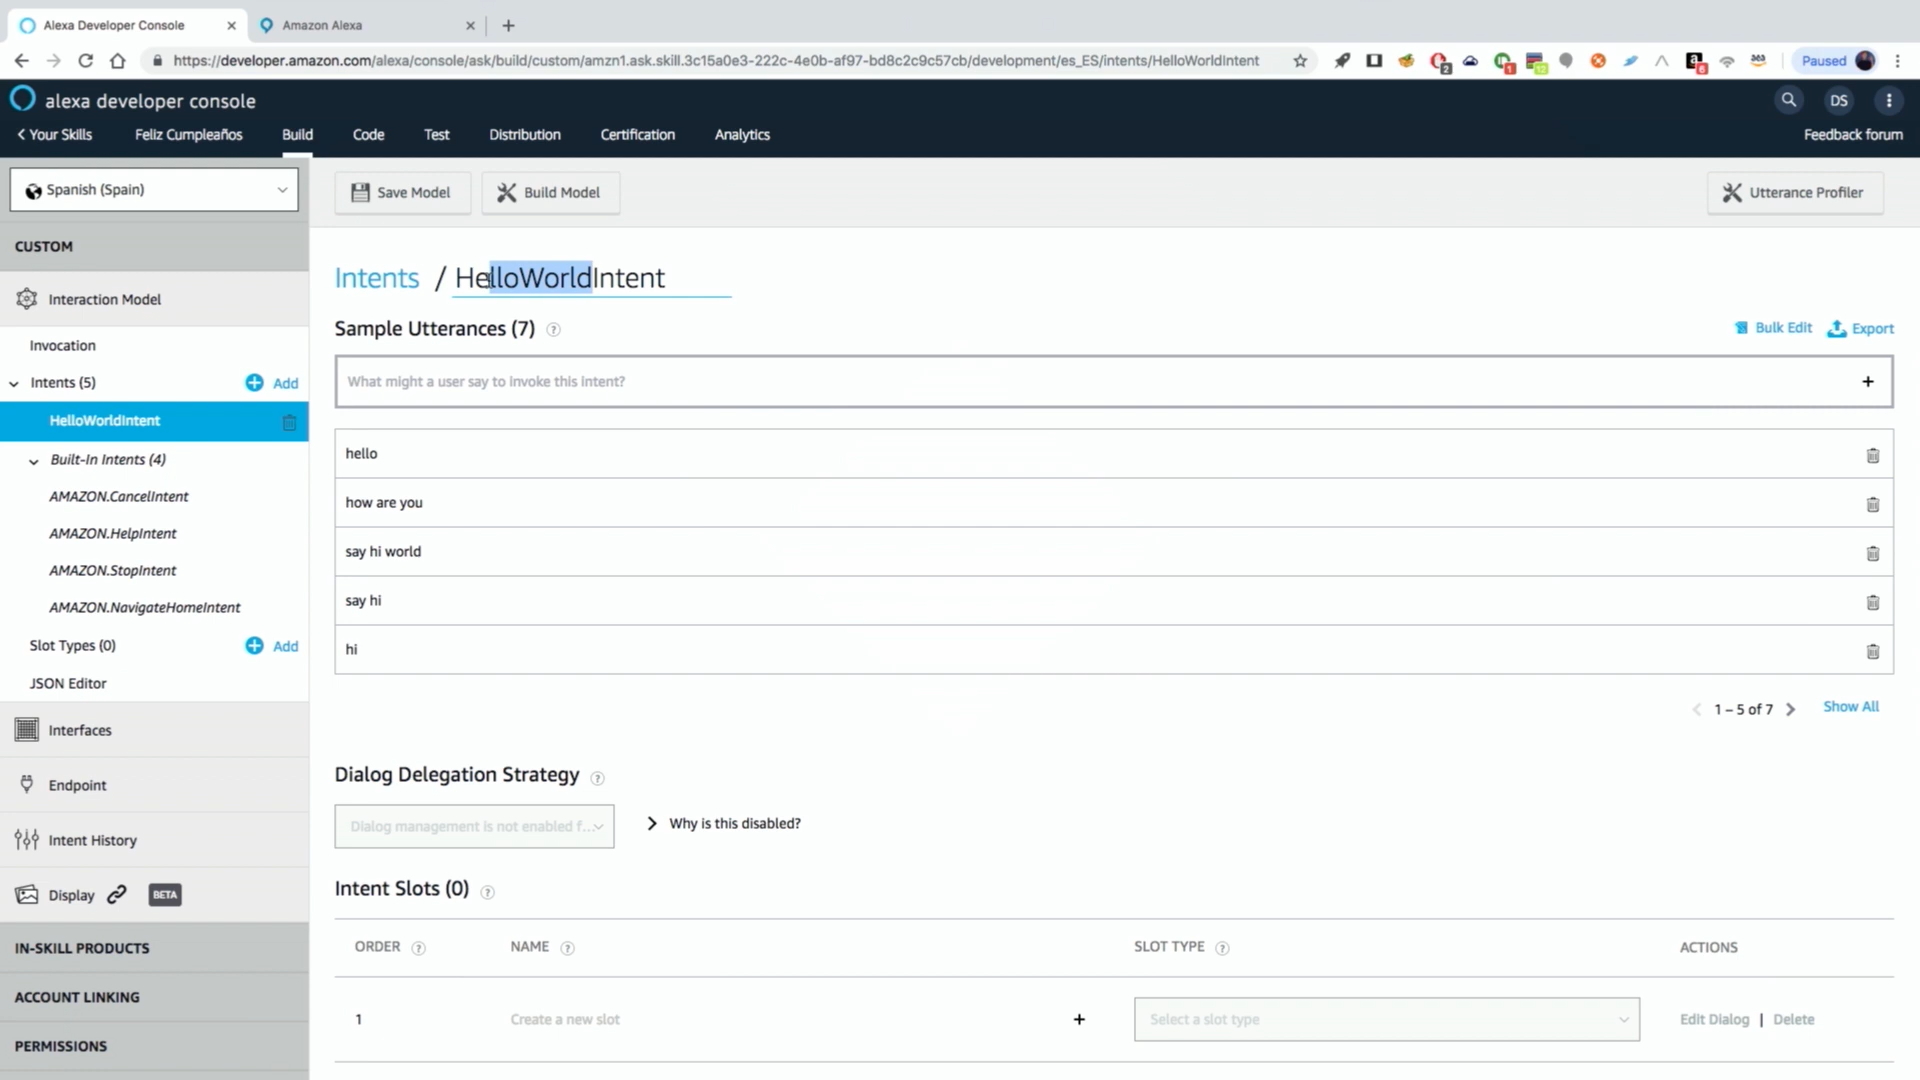 Alexa Developer Console
Amazon Alexa
https://developer.amazon.com/alexa/console/ask/build/custom/amzn1.ask.skill.3c15a0e3-222c-4e0b-af97-bd8c2c9c57cb/development/es_ES/intents/HelloWorldIntent
Paused
alexa developer console
DS
Your Skills
Feliz Cumpleaños
Build
Code
Test
Distribution
Certification
Analytics
Feedback forum
Spanish (Spain)
Save Model
Build Model
Utterance Profiler
CUSTOM
Interaction Model
Invocation
Intents (5)
Add
HelloWorldIntent
Built-In Intents (4)
AMAZON.CancelIntent
AMAZON.HelpIntent
AMAZON.StopIntent
AMAZON.NavigateHomeIntent
Slot Types (0)
Add
JSON Editor
Interfaces
Endpoint
Intent History
Display
BETA
IN-SKILL PRODUCTS
ACCOUNT LINKING
PERMISSIONS
Intents / HelloWorldIntent
Sample Utterances (7)
Bulk Edit
Export
What might a user say to invoke this intent?
hello
how are you
say hi world
say hi
hi
1 – 5 of 7
Show All
Dialog Delegation Strategy
Dialog management is not enabled f...
Why is this disabled?
Intent Slots (0)
ORDER
NAME
SLOT TYPE
ACTIONS
1
Create a new slot
Select a slot type
Edit Dialog | Delete